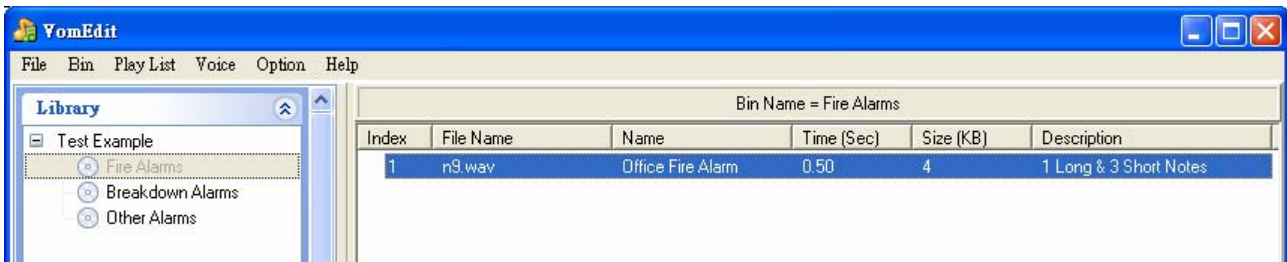 VomEdit
File Bin Play List Voice Option Help
Library
Test Example
Fire Alarms
Breakdown Alarms
Other Alarms
Bin Name = Fire Alarms
Index File Name Name Time (Sec) Size (KB) Description
1 n9.wav Office Fire Alarm 0.50 4 1 Long & 3 Short Notes